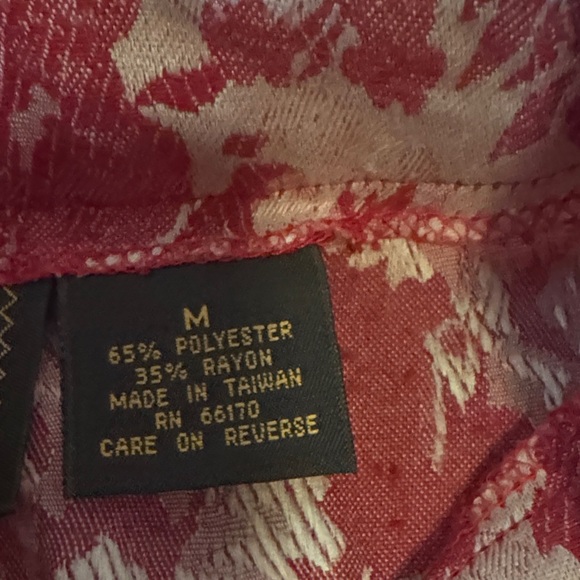 M
65% POLYESTER
35% RAYON
MADE IN TAIWAN
RN 66170
CARE ON REVERSE